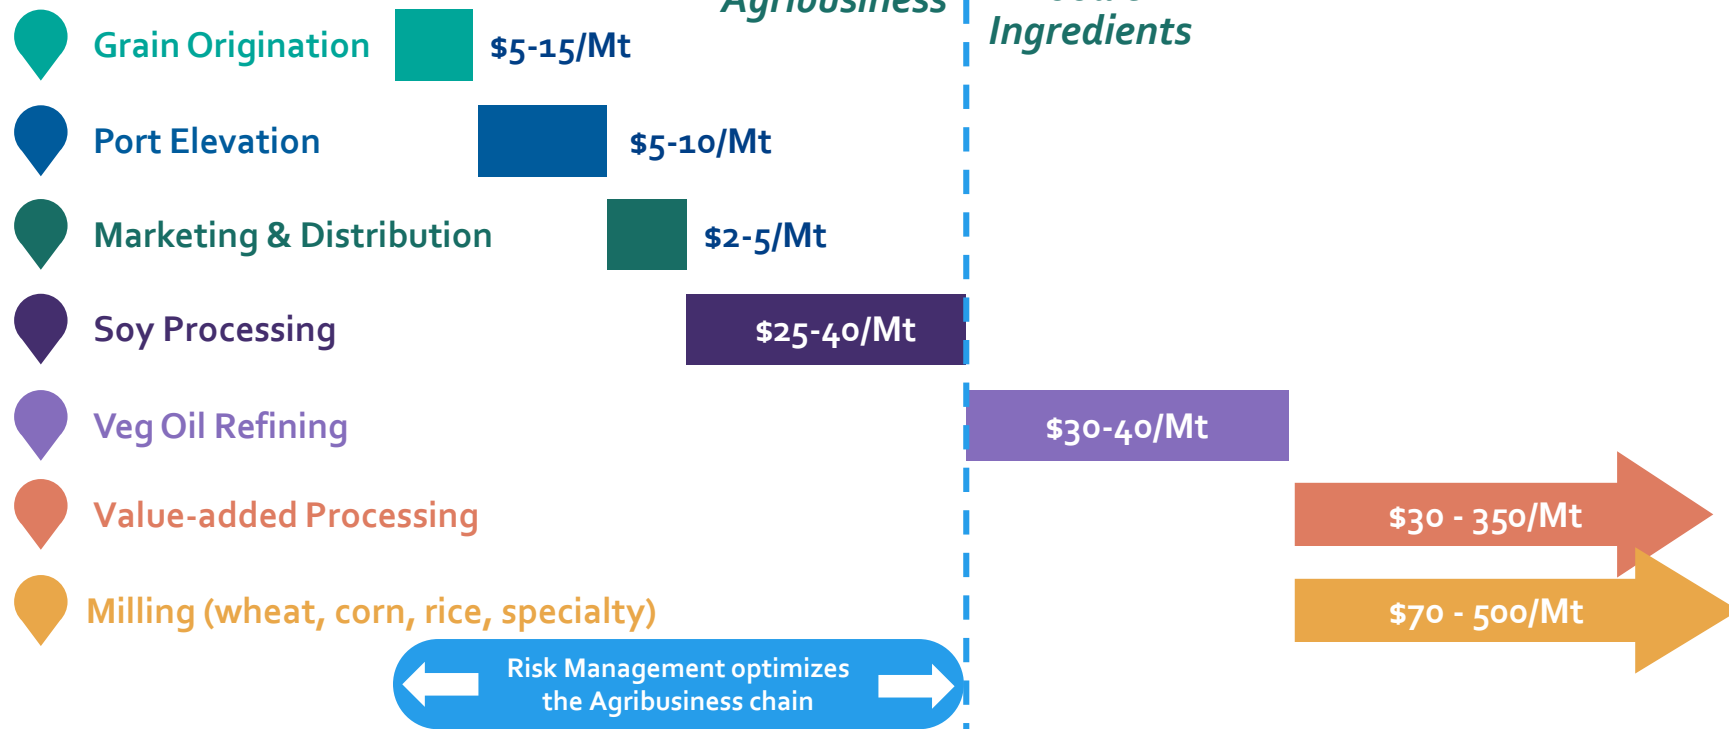 Agribusiness
Ingredients
Grain Origination
$5-15/Mt
Port Elevation
$5-10/Mt
Marketing & Distribution
$2-5/Mt
Soy Processing
$25-40/Mt
Veg Oil Refining
$30-40/Mt
Value-added Processing
$30 - 350/Mt
Milling (wheat, corn, rice, specialty)
$70 - 500/Mt
Risk Management optimizes
the Agribusiness chain